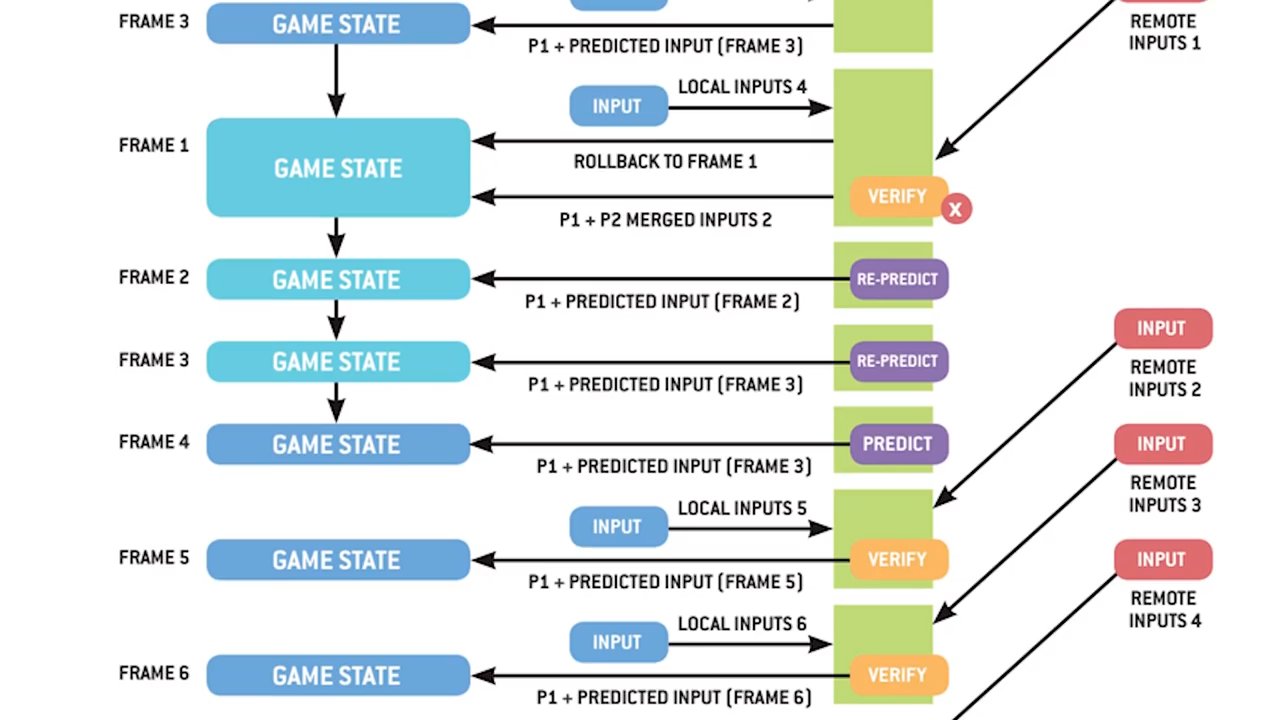 FRAME 3
GAME STATE
P1 + PREDICTED INPUT (FRAME 3)
REMOTE
INPUTS 1
INPUT
LOCAL INPUTS 4
FRAME 1
GAME STATE
ROLLBACK TO FRAME 1
P1 + P2 MERGED INPUTS 2
VERIFY
X
FRAME 2
GAME STATE
P1 + PREDICTED INPUT (FRAME 2)
RE-PREDICT
FRAME 3
GAME STATE
P1 + PREDICTED INPUT (FRAME 3)
RE-PREDICT
INPUT
REMOTE
INPUTS 2
FRAME 4
GAME STATE
P1 + PREDICTED INPUT (FRAME 3)
PREDICT
INPUT
REMOTE
INPUTS 3
INPUT
LOCAL INPUTS 5
FRAME 5
GAME STATE
P1 + PREDICTED INPUT (FRAME 5)
VERIFY
INPUT
REMOTE
INPUTS 4
INPUT
LOCAL INPUTS 6
FRAME 6
GAME STATE
P1 + PREDICTED INPUT (FRAME 6)
VERIFY